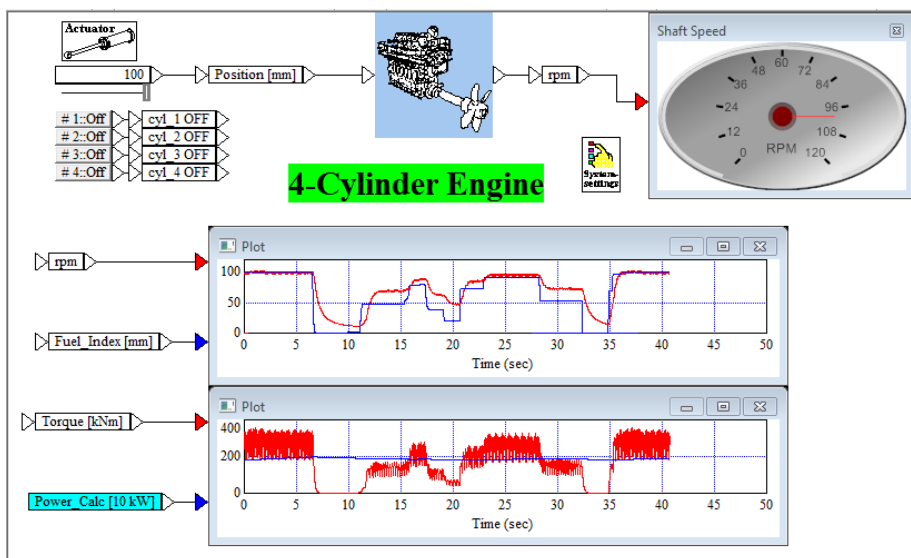 Actuator
100
Position [mm]
rpm
# 1::Off
cyl_1 OFF
# 2::Off
cyl_2 OFF
# 3::Off
cyl_3 OFF
# 4::Off
cyl_4 OFF
4-Cylinder Engine
System-
settings
Shaft Speed
0
12
24
36
48
60
72
84
96
108
120
RPM
rpm
Fuel_Index [mm]
Plot
100
50
0
0 5 10 15 20 25 30 35 40 45 50
Time (sec)
Torque [kNm]
Power_Calc [10 kW]
Plot
400
200
0
0 5 10 15 20 25 30 35 40 45 50
Time (sec)